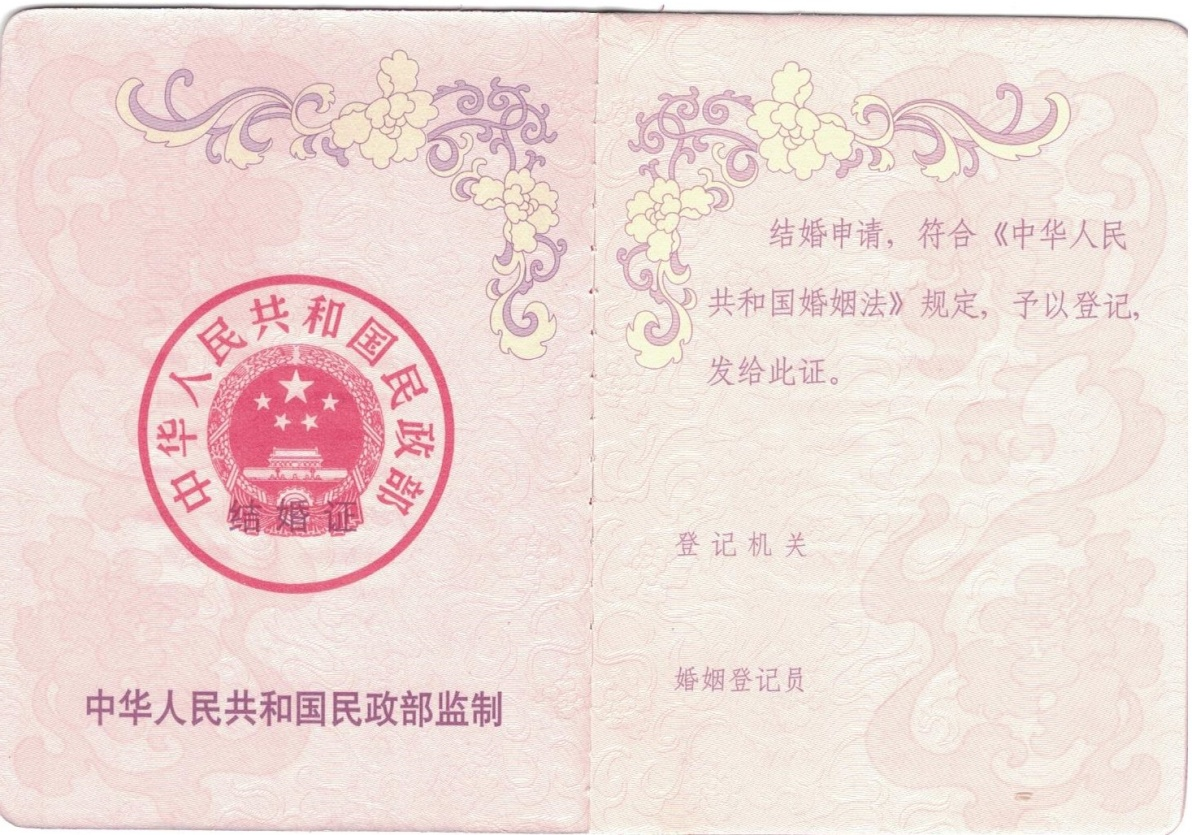 中华人民共和国民政部
结婚证
中华人民共和国民政部监制
结婚申请，符合《中华人民
共和国婚姻法》规定，予以登记，
发给此证。
登记机关
婚姻登记员